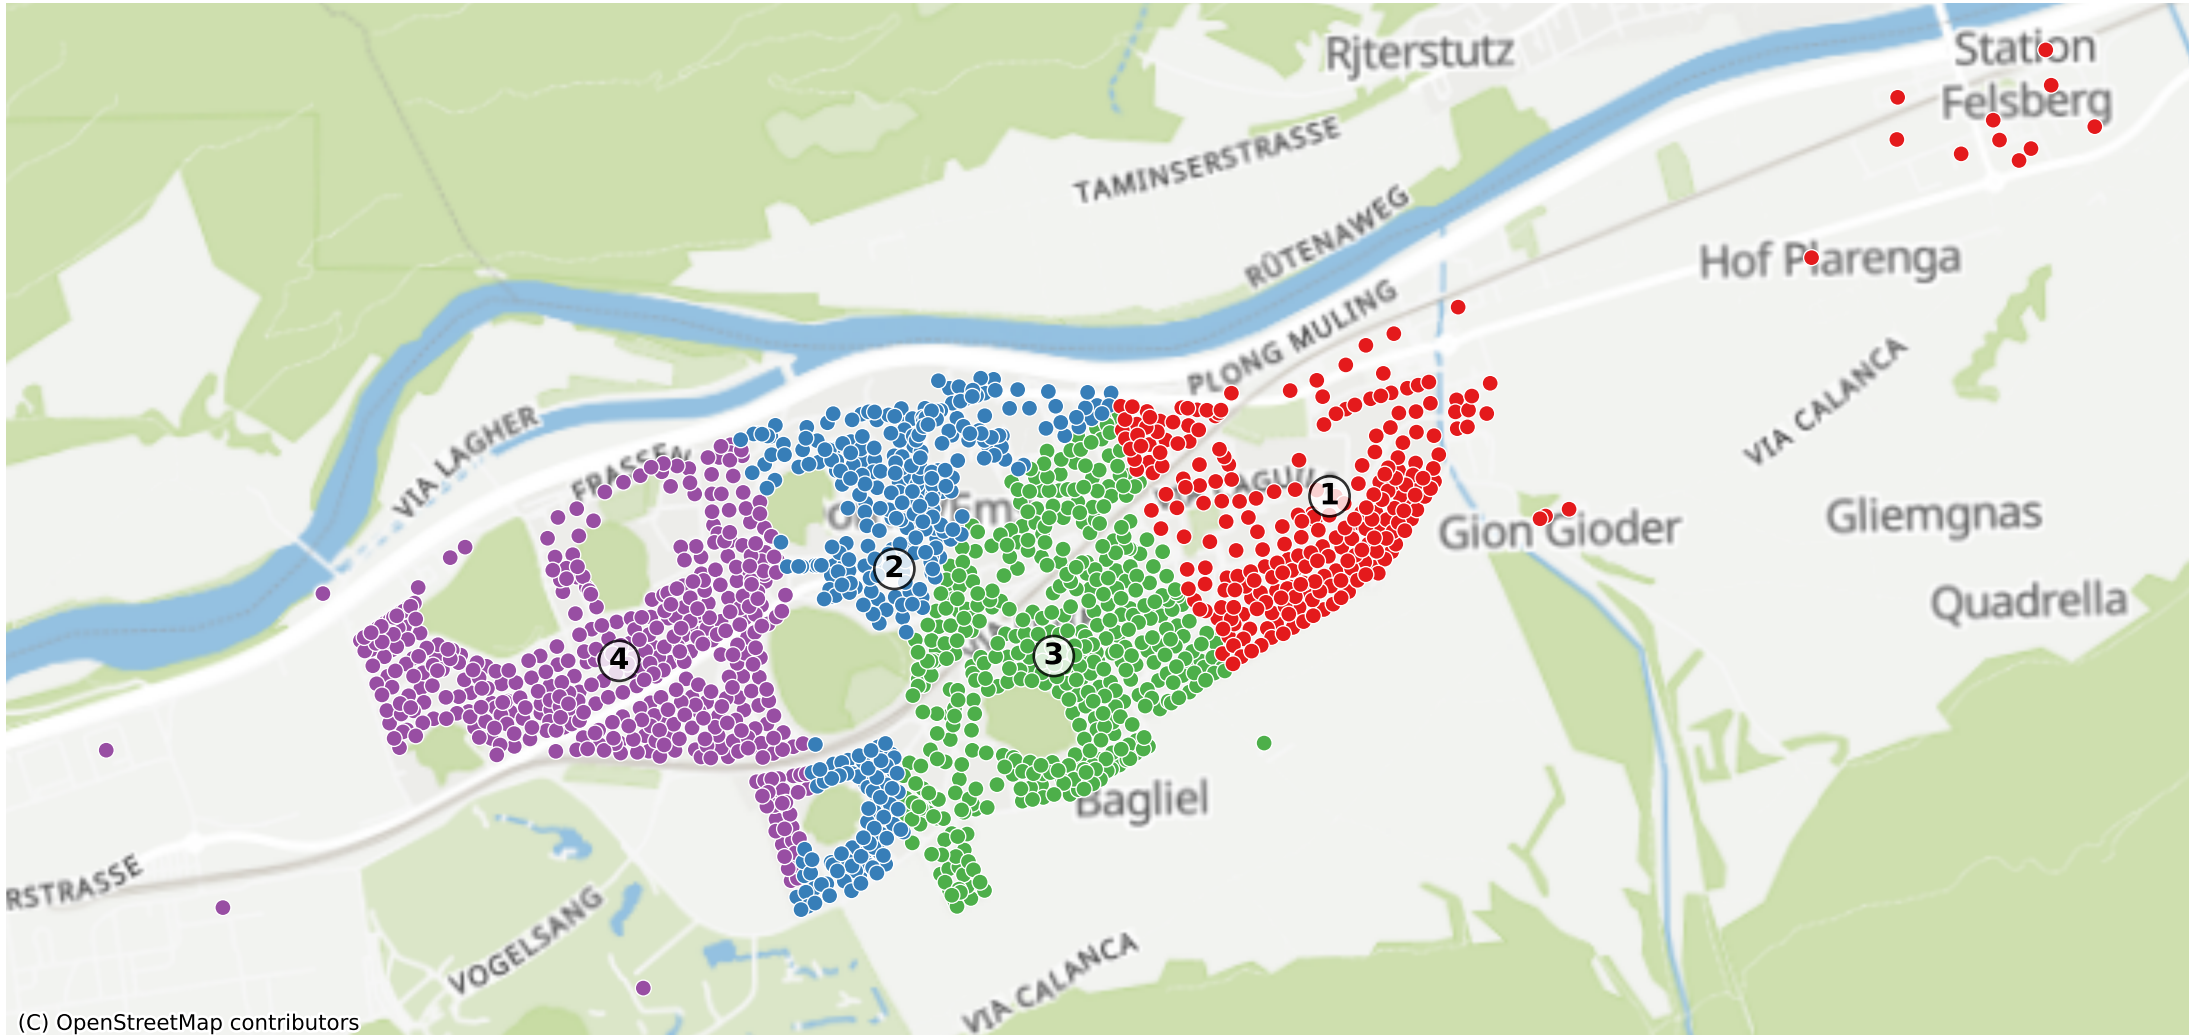 Rjterstutz
Station
Felsberg
TAMINSERSTRASSE
RÜTENAWEG
Hof Plarenga
PLONG MULING
VIA LAGHER
FRASSEN
VIA CALANCA
1
Gion Gioder
Gliemgnas
2
Quadrella
3
4
Bagliel
RSTRASSE
VOGELSANG
VIA CALANCA
(C) OpenStreetMap contributors